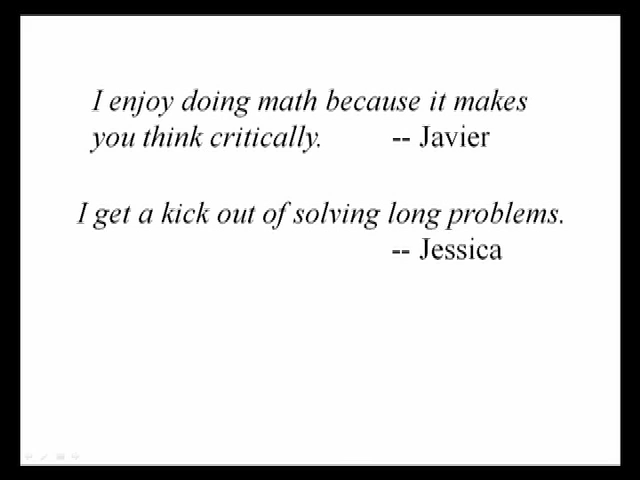 I enjoy doing math because it makes
you think critically. -- Javier
I get a kick out of solving long problems.
-- Jessica